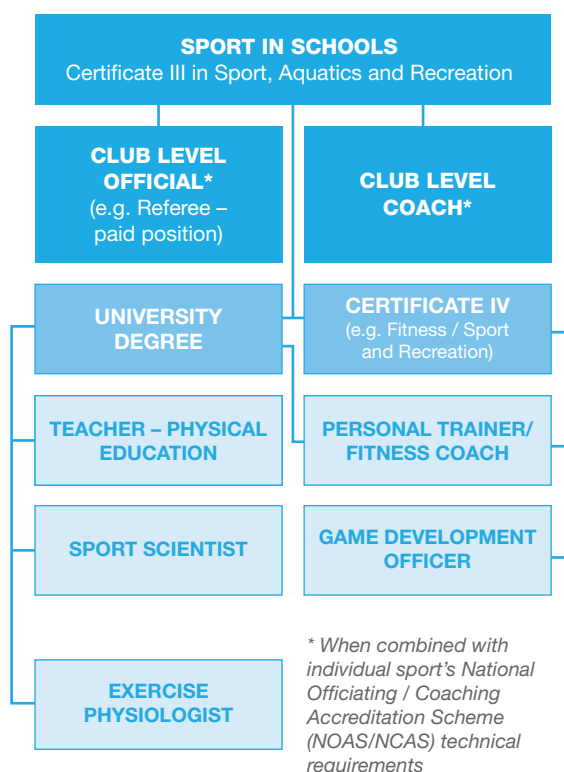 SPORT IN SCHOOLS
Certificate III in Sport, Aquatics and Recreation
CLUB LEVEL
OFFICIAL*
(e.g. Referee –
paid position)
CLUB LEVEL
COACH*
UNIVERSITY
DEGREE
CERTIFICATE IV
(e.g. Fitness / Sport
and Recreation)
TEACHER – PHYSICAL
EDUCATION
PERSONAL TRAINER/
FITNESS COACH
SPORT SCIENTIST
GAME DEVELOPMENT
OFFICER
EXERCISE
PHYSIOLOGIST
* When combined with
individual sport’s National
Officiating / Coaching
Accreditation Scheme
(NOAS/NCAS) technical
requirements